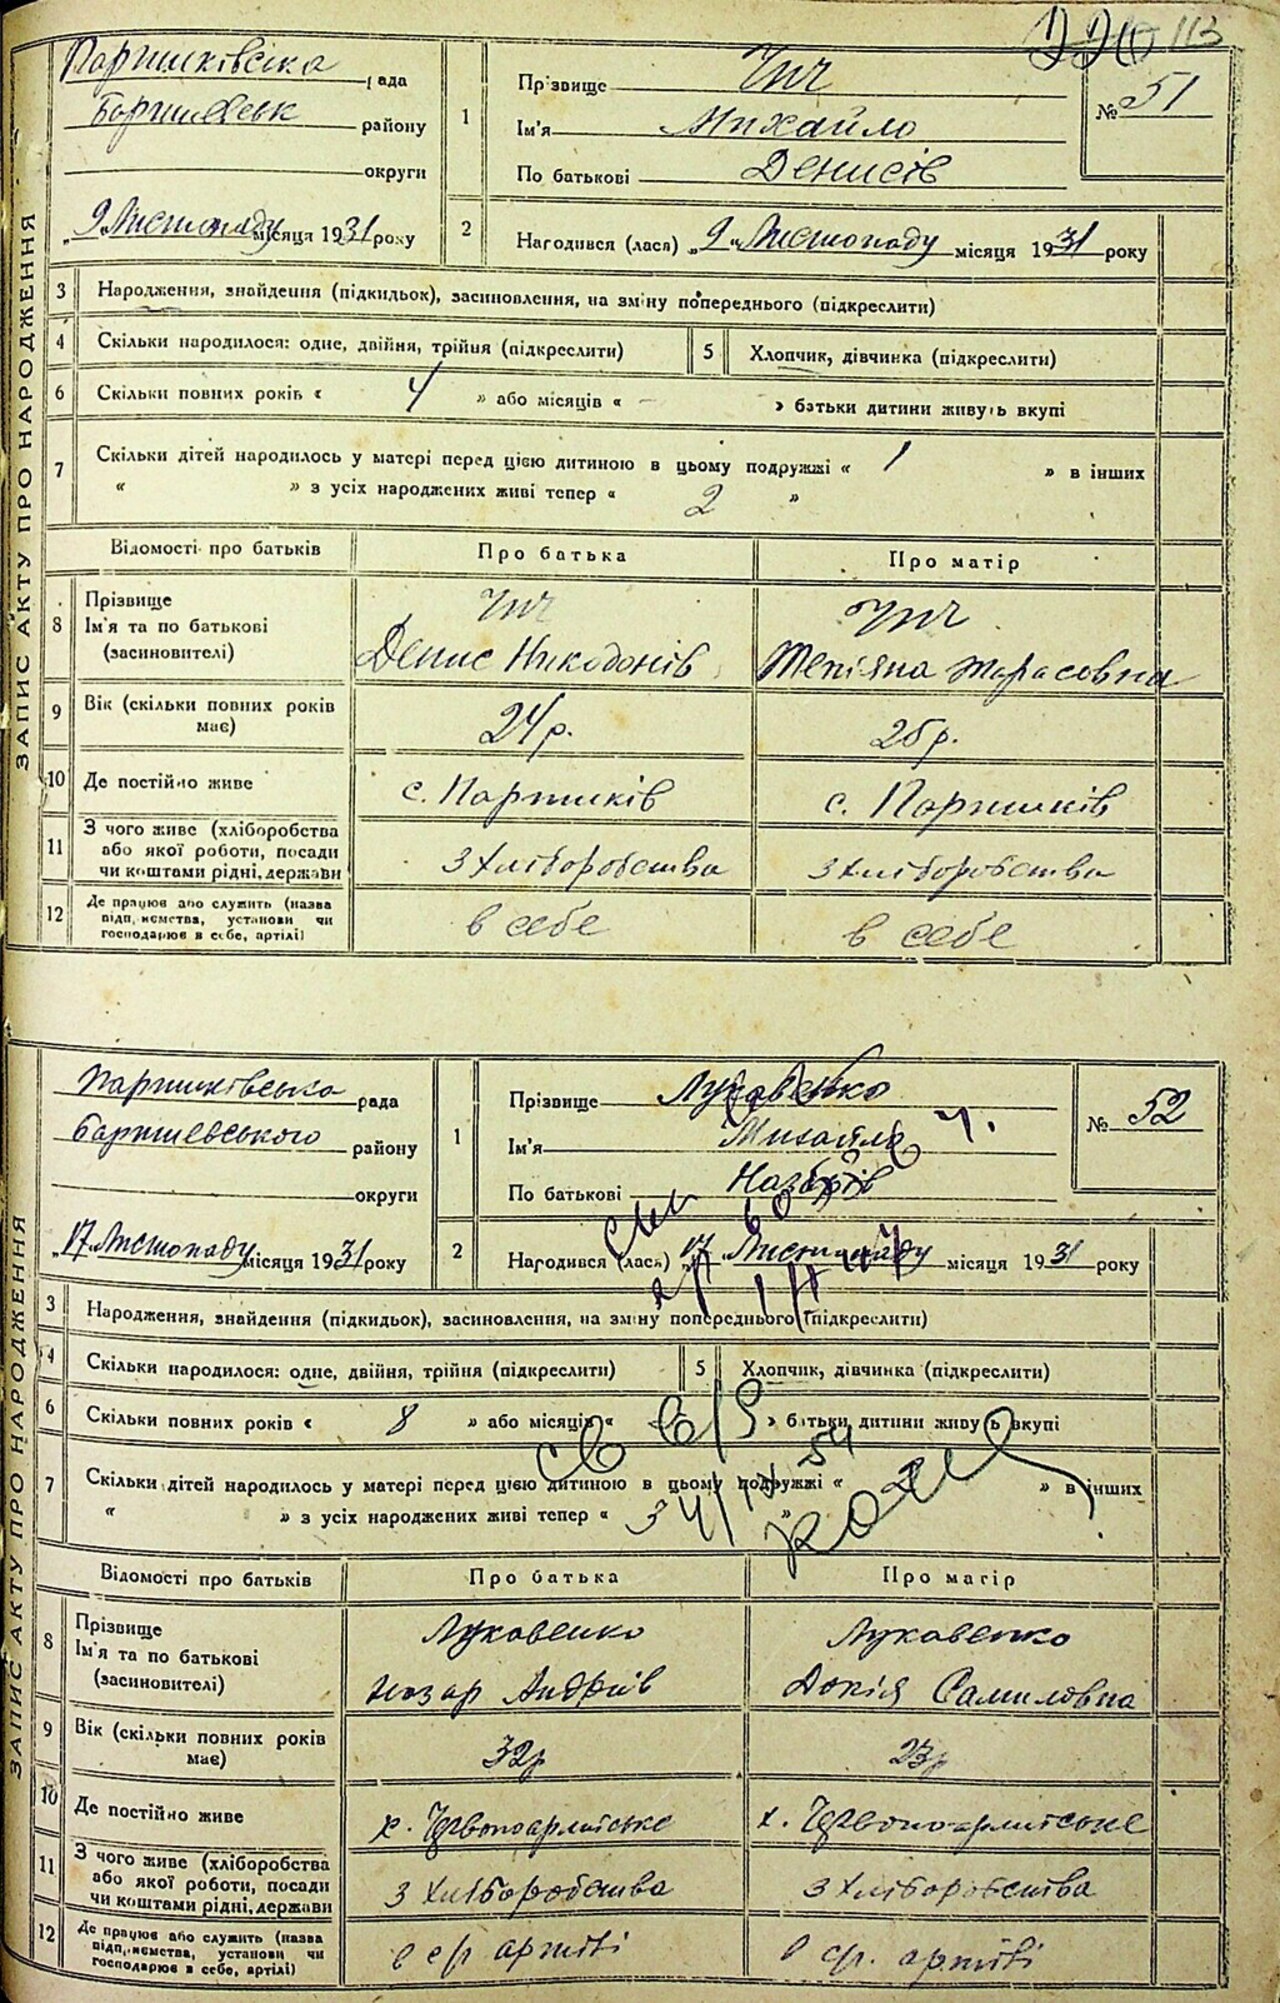 113
ЗАПИС АКТУ ПРО НАРОДЖЕННЯ
Паришківська рада
Баришевськ району
округи
„9„ Листопаду місяця 1931 року
1
Прізвище Чич
Ім'я Михайло
По батькові Денисів
№ 51
2
Народився (лася) „9„ Листопаду місяця 1931 року
3 Народження, знайдення (підкидьок), засиновлення, на зміну попереднього (підкреслити)
4 Скільки народилося: одне, двійня, трійня (підкреслити)
5 Хлопчик, дівчинка (підкреслити)
6 Скільки повних років « 4 » або місяців « – » батьки дитини живуть вкупі
7 Скільки дітей народилось у матері перед цією дитиною в цьому подружжі « 1 » в інших
« » з усіх народжених живі тепер « 2 »
Відомості про батьків Про батька Про матір
8 Прізвище
Ім'я та по батькові
(засиновителі)
Чич
Денис Никодонів
Чич
Тетіяна Тарасовна
9 Вік (скільки повних років має) 24 р. 25 р.
10 Де постійно живе с. Паришків с. Паришків
11 З чого живе (хліборобства
або якої роботи, посади
чи коштами рідні, держави
З Хліборобства З Хліборобства
12 Де працює або служить (назва
підприємства, установи чи
господарює в себе, артілі)
в себе в себе
ЗАПИС АКТУ ПРО НАРОДЖЕННЯ
Паришківська рада
Баришевського району
округи
„17„ Листопаду місяця 1931 року
1
Прізвище Луковенко
Ім'я Михайло
По батькові Назарів
№ 52
2
Народився (лася) „17„ Листопаду місяця 1931 року
3 Народження, знайдення (підкидьок), засиновлення, на зміну попереднього (підкреслити)
4 Скільки народилося: одне, двійня, трійня (підкреслити)
5 Хлопчик, дівчинка (підкреслити)
6 Скільки повних років « 8 » або місяців « » батьки дитини живуть вкупі
7 Скільки дітей народилось у матері перед цією дитиною в цьому подружжі « » в інших
« » з усіх народжених живі тепер « 3 »
Відомості про батьків Про батька Про матір
8 Прізвище
Ім'я та по батькові
(засиновителі)
Луковенко
Назар Андріїв
Луковенко
Докія Самиловна
9 Вік (скільки повних років має) 32 р 23 р
10 Де постійно живе х. Червоноармійське х. Червоноармійське
11 З чого живе (хліборобства
або якої роботи, посади
чи коштами рідні, держави
З Хліборобства З Хліборобства
12 Де працює або служить (назва
підприємства, установи чи
господарює в себе, артілі)
в с/г артілі в с/г. артілі